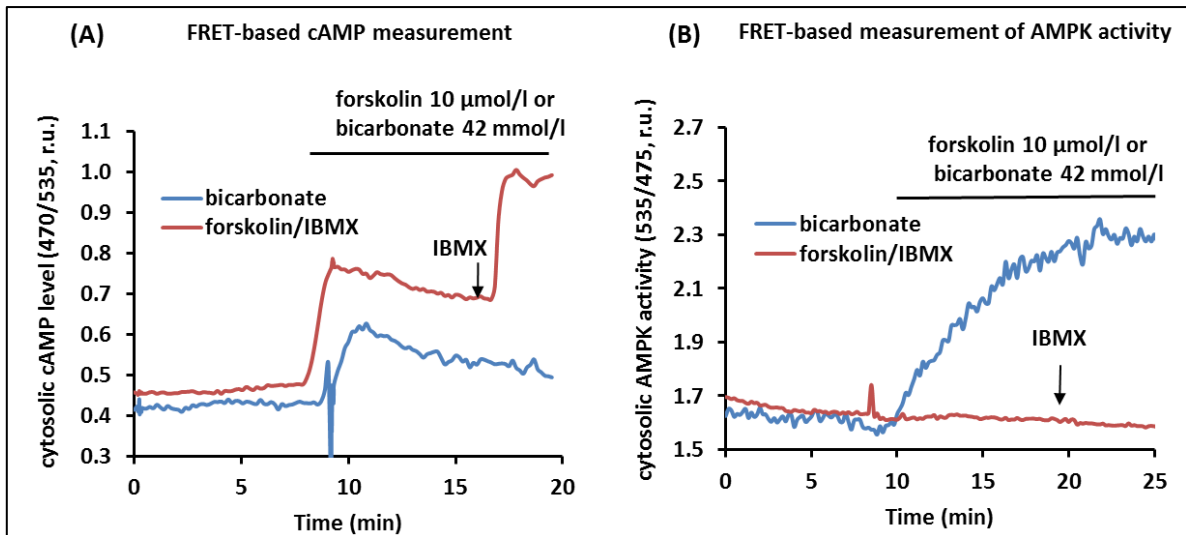 (A) FRET-based cAMP measurement
forskolin 10 µmol/l or
bicarbonate 42 mmol/l
bicarbonate
forskolin/IBMX
IBMX
cytosolic cAMP level (470/535, r.u.)
1.1
1.0
0.9
0.8
0.7
0.6
0.5
0.4
0.3
0 5 10 15 20
Time (min)
(B) FRET-based measurement of AMPK activity
forskolin 10 µmol/l or
bicarbonate 42 mmol/l
bicarbonate
forskolin/IBMX
IBMX
cytosolic AMPK activity (535/475, r.u.)
2.7
2.5
2.3
2.1
1.9
1.7
1.5
0 5 10 15 20 25
Time (min)